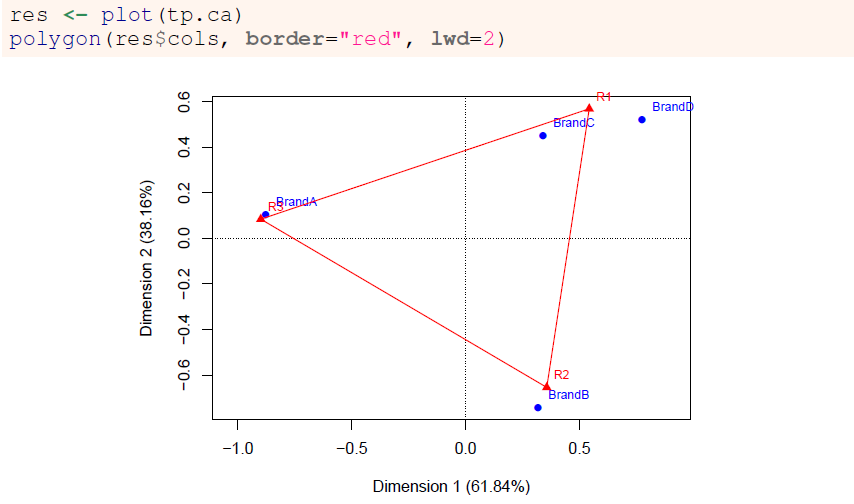 res <- plot(tp.ca)
polygon(res$cols, border="red", lwd=2)
R1
BrandD
BrandC
BrandA
R3
R2
BrandB
0.6
0.4
0.2
0.0
−0.2
−0.4
−0.6
Dimension 2 (38.16%)
−1.0 −0.5 0.0 0.5
Dimension 1 (61.84%)